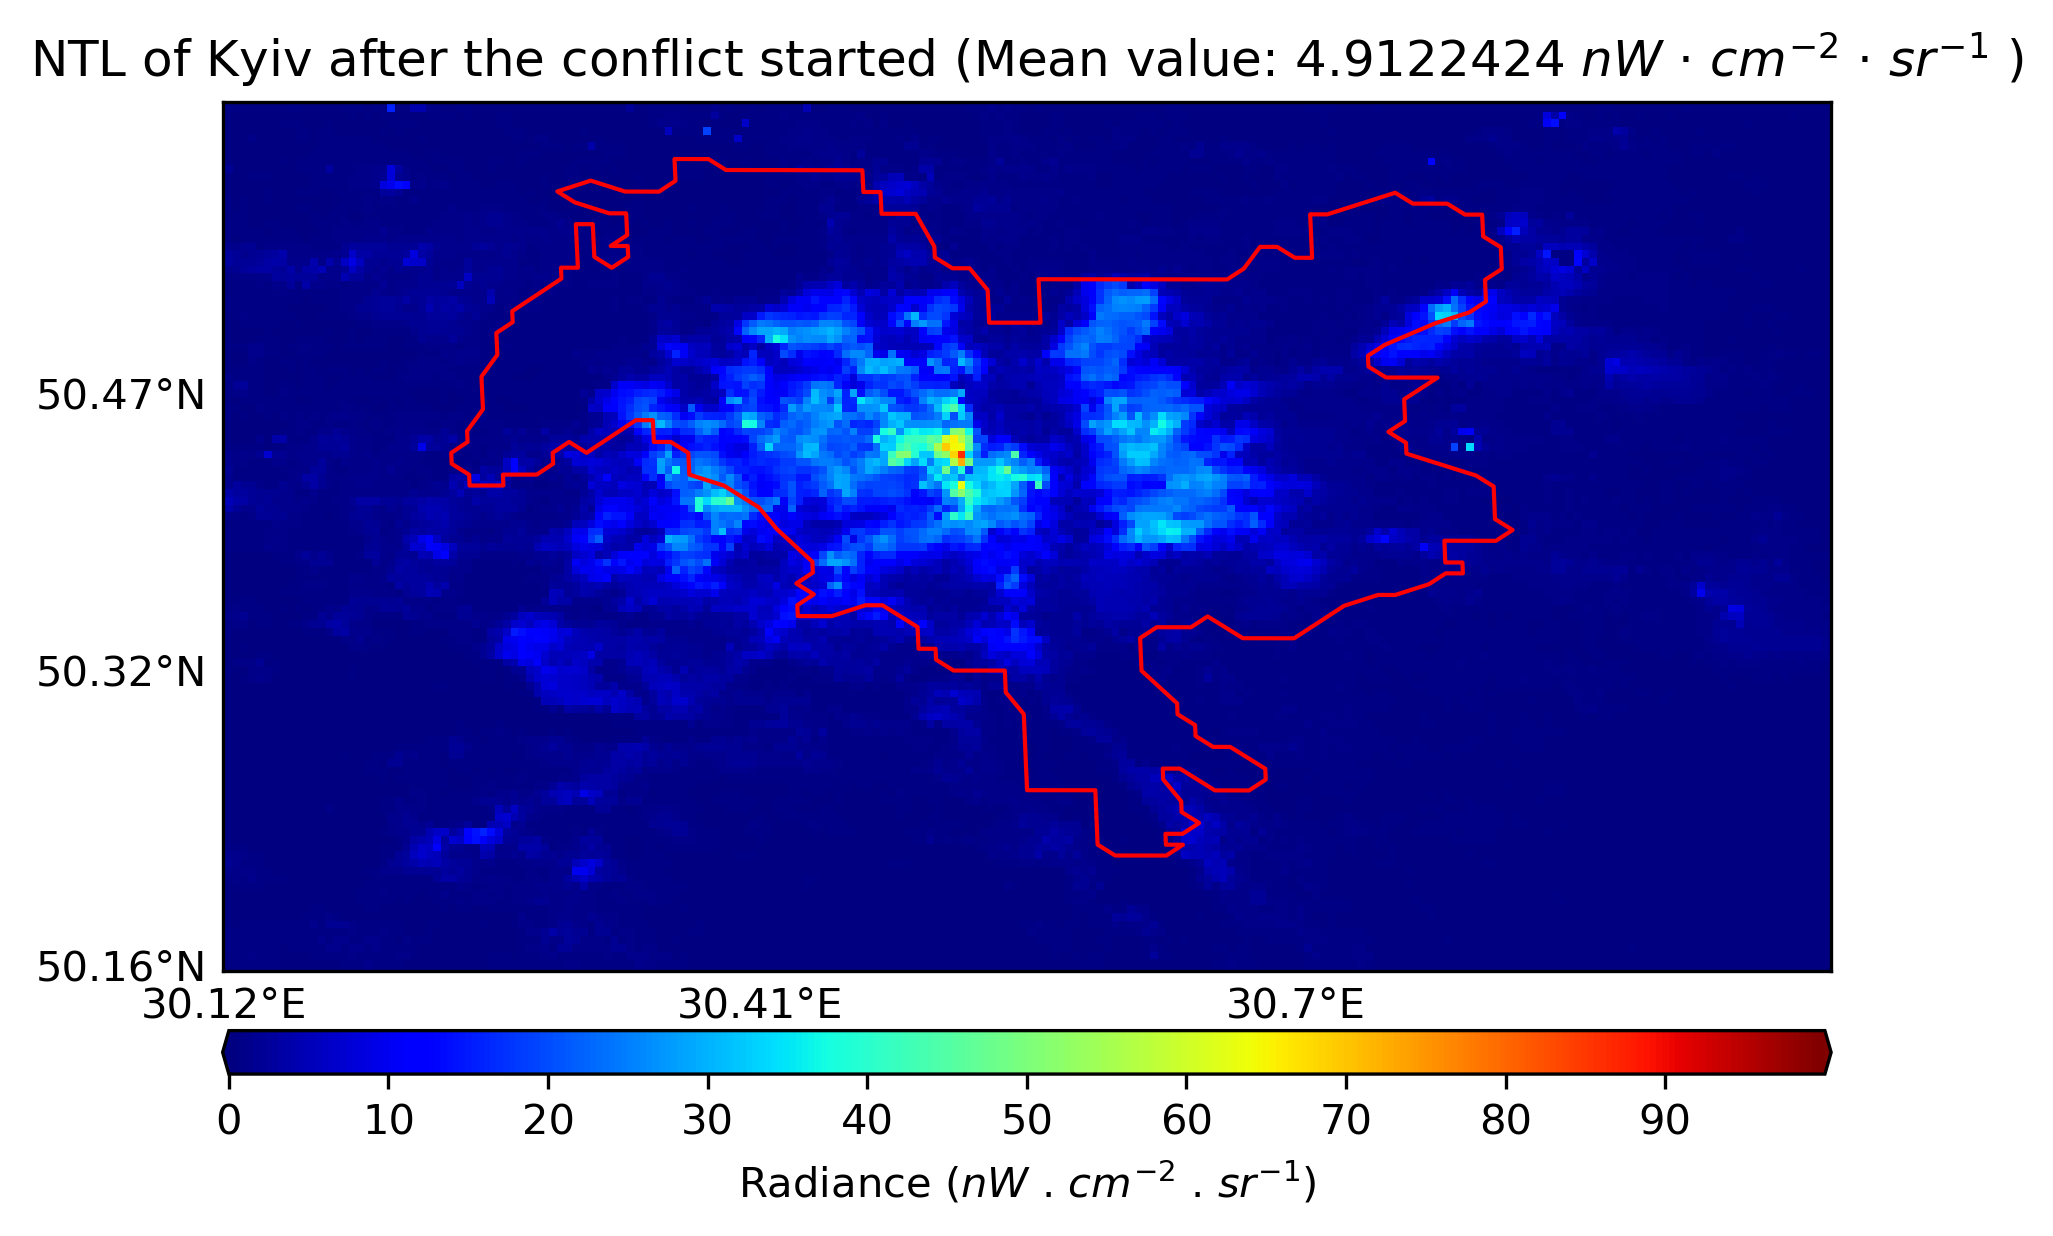 NTL of Kyiv after the conflict started (Mean value: 4.9122424 nW · cm⁻² · sr⁻¹ )
50.47°N
50.32°N
50.16°N
30.12°E 30.41°E 30.7°E
0 10 20 30 40 50 60 70 80 90
Radiance (nW . cm⁻² . sr⁻¹)